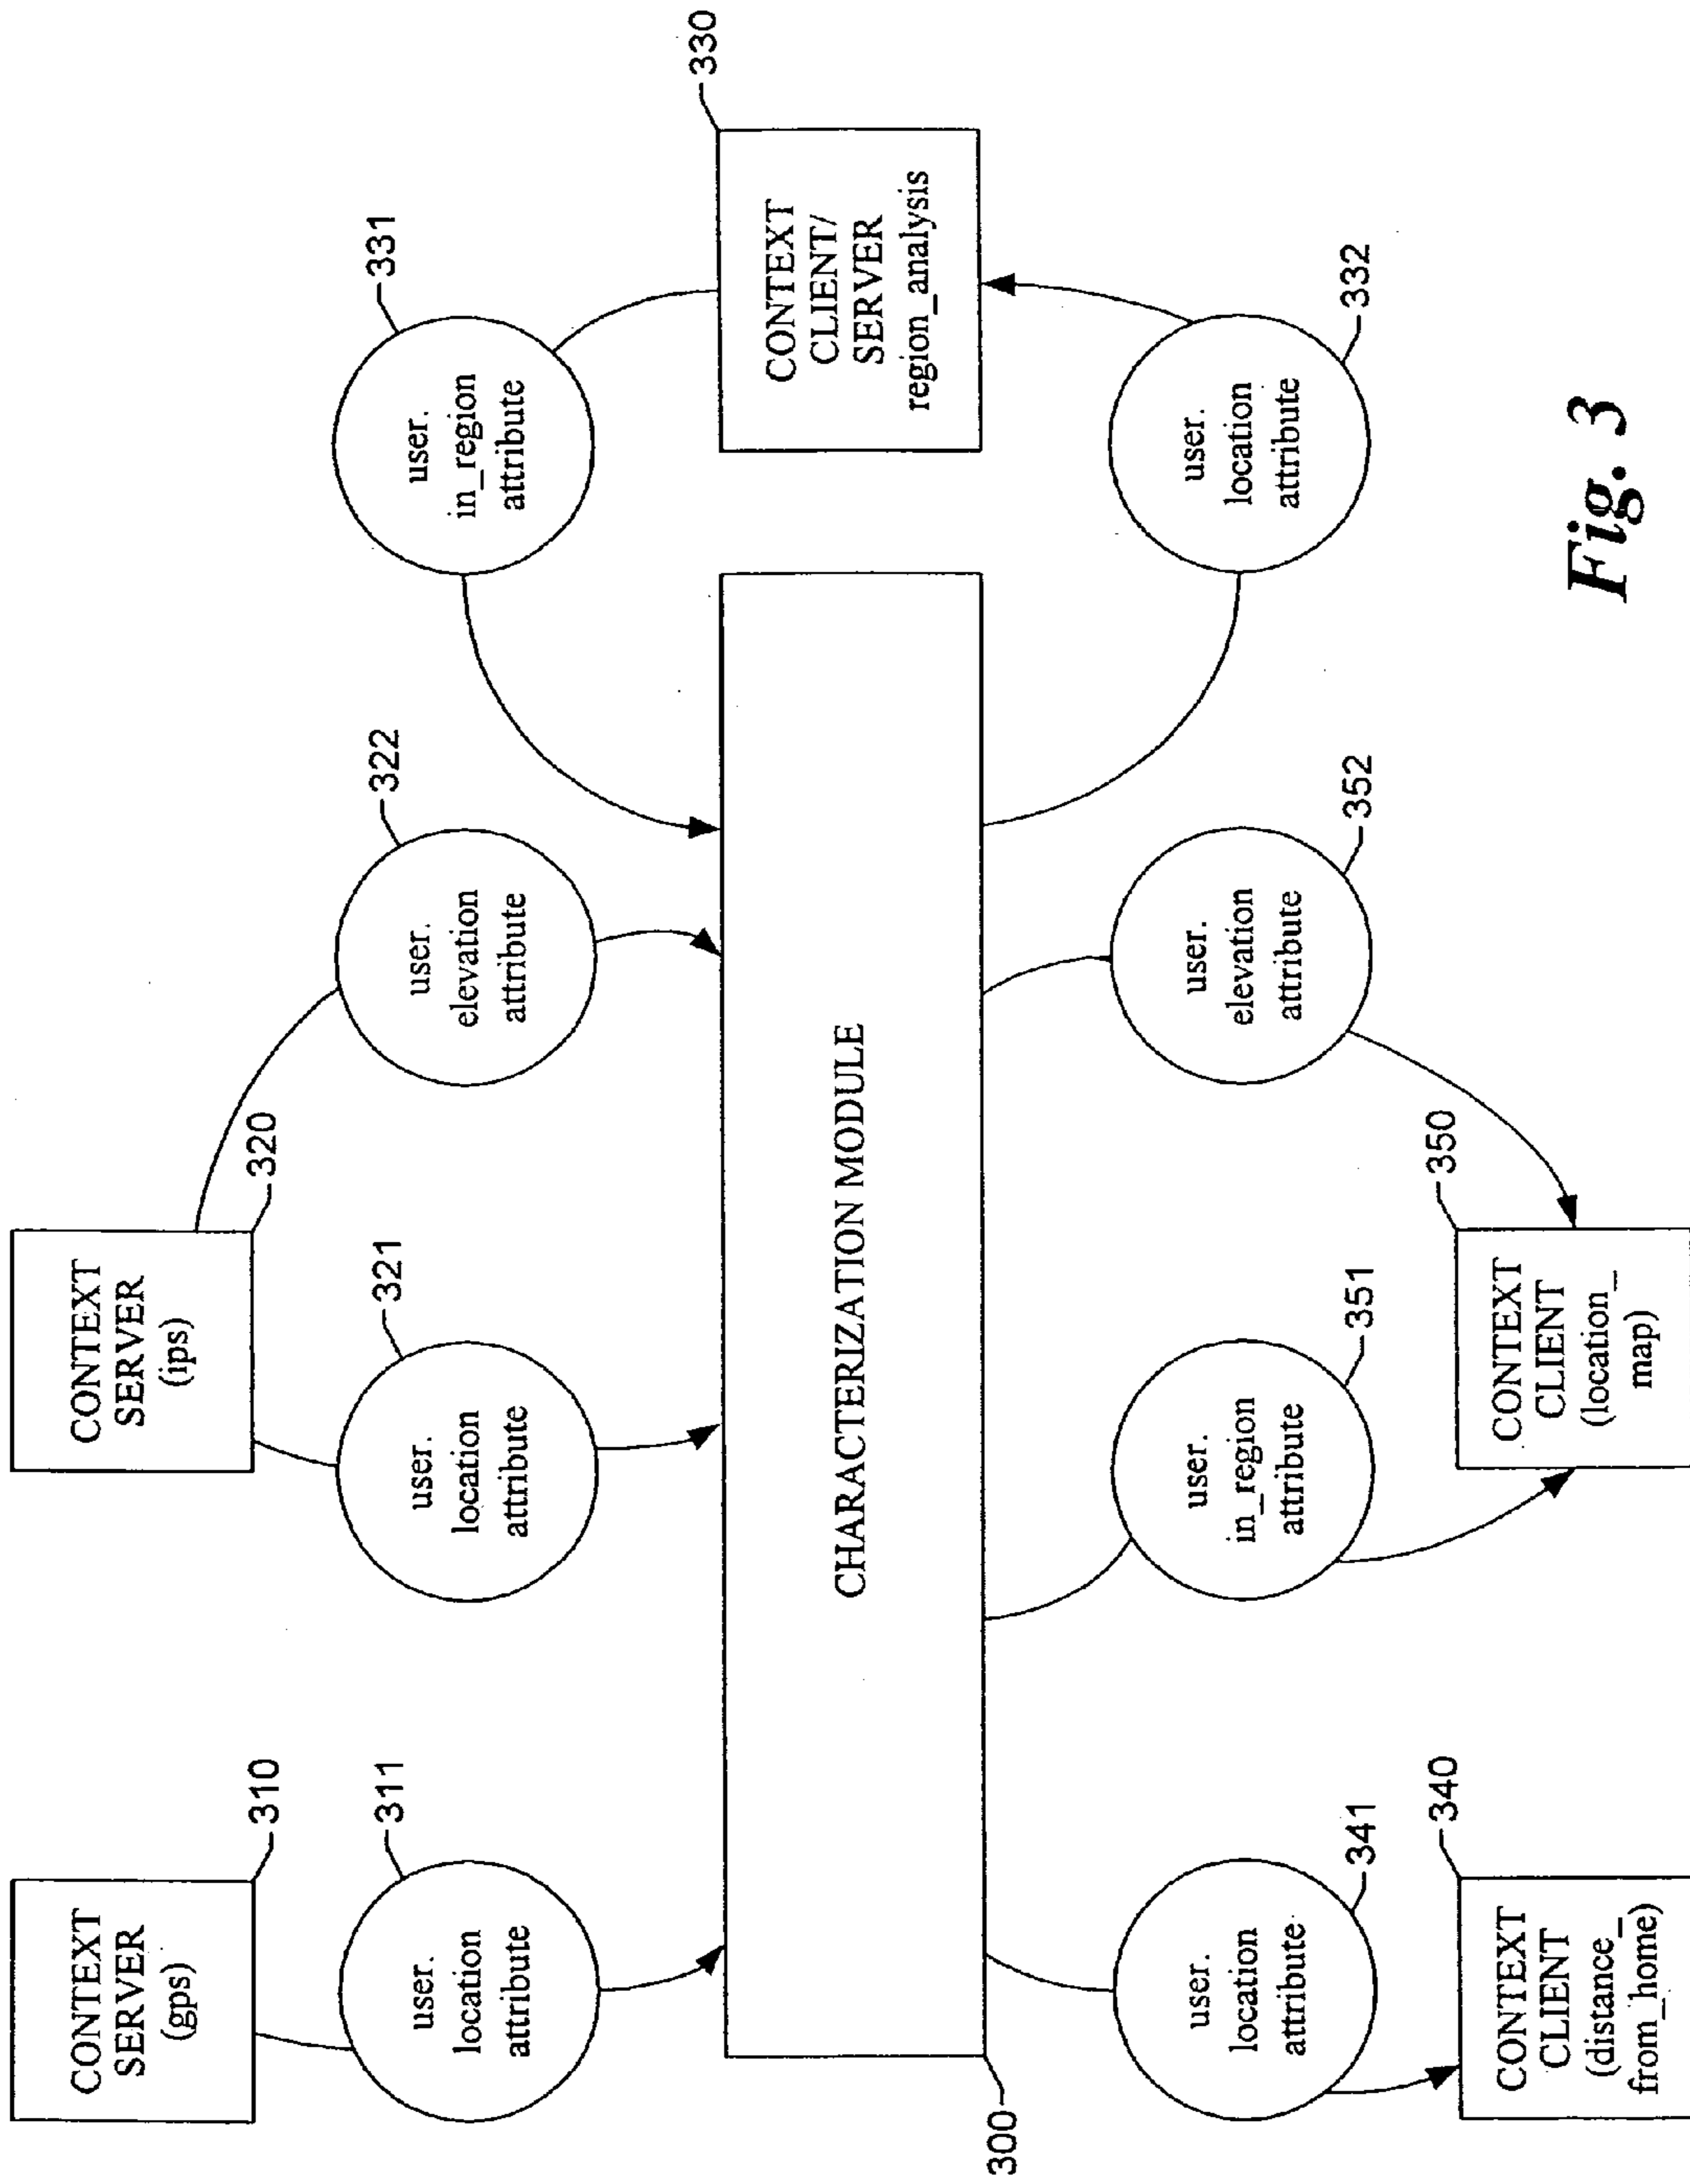 CONTEXT
SERVER
(gps)
310
311
user.
location
attribute
CONTEXT
SERVER
(ips)
320
321
user.
location
attribute
322
user.
elevation
attribute
331
user.
in_region
attribute
330
CONTEXT
CLIENT/
SERVER
region_analysis
CHARACTERIZATION MODULE
300
user.
location
attribute
341
340
CONTEXT
CLIENT
(distance_
from_home)
user.
in_region
attribute
351
user.
elevation
attribute
352
350
CONTEXT
CLIENT
(location_
map)
user.
location
attribute
332
Fig. 3